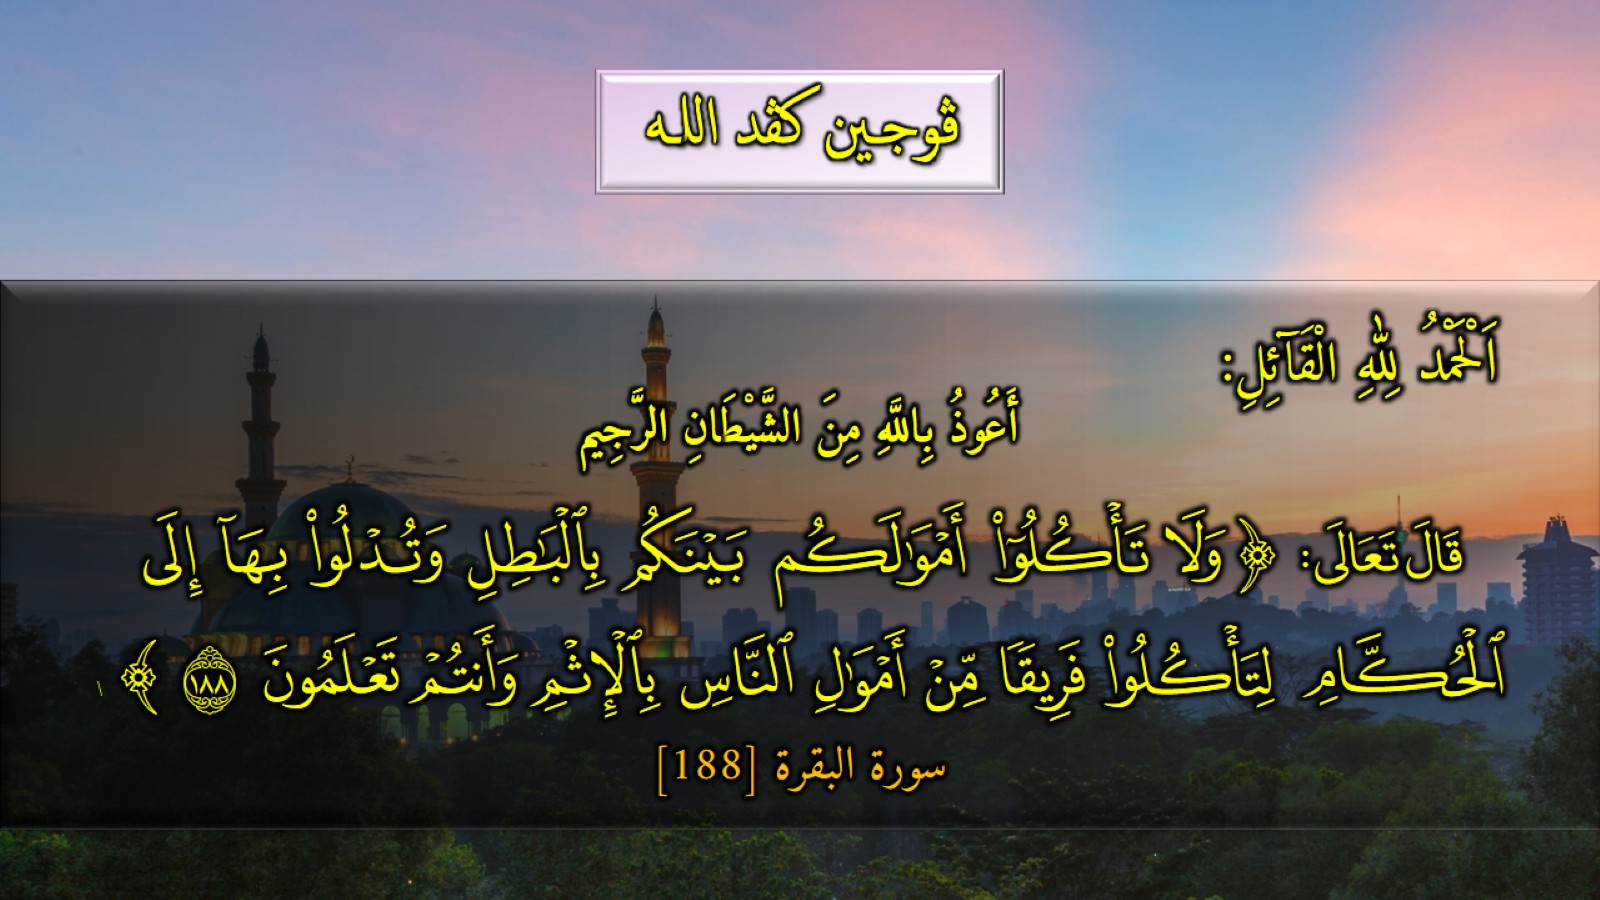 ڤوجين كڤد الله
اَلْحَمْدُ لِلّٰهِ الْقَآئِلِ:
أَعُوذُ بِاللَّهِ مِنَ الشَّيْطَانِ الرَّجِيم
قَالَ تَعَالَى: ﴿ وَلَا تَأْكُلُوٓا۟ أَمْوَٰلَكُم بَيْنَكُم بِٱلْبَـٰطِلِ وَتُدْلُوا۟ بِهَآ إِلَى
ٱلْحُكَّامِ لِتَأْكُلُوا۟ فَرِيقًا مِّنْ أَمْوَٰلِ ٱلنَّاسِ بِٱلْإِثْمِ وَأَنتُمْ تَعْلَمُونَ ١٨٨ ﴾
سورة البقرة [188]